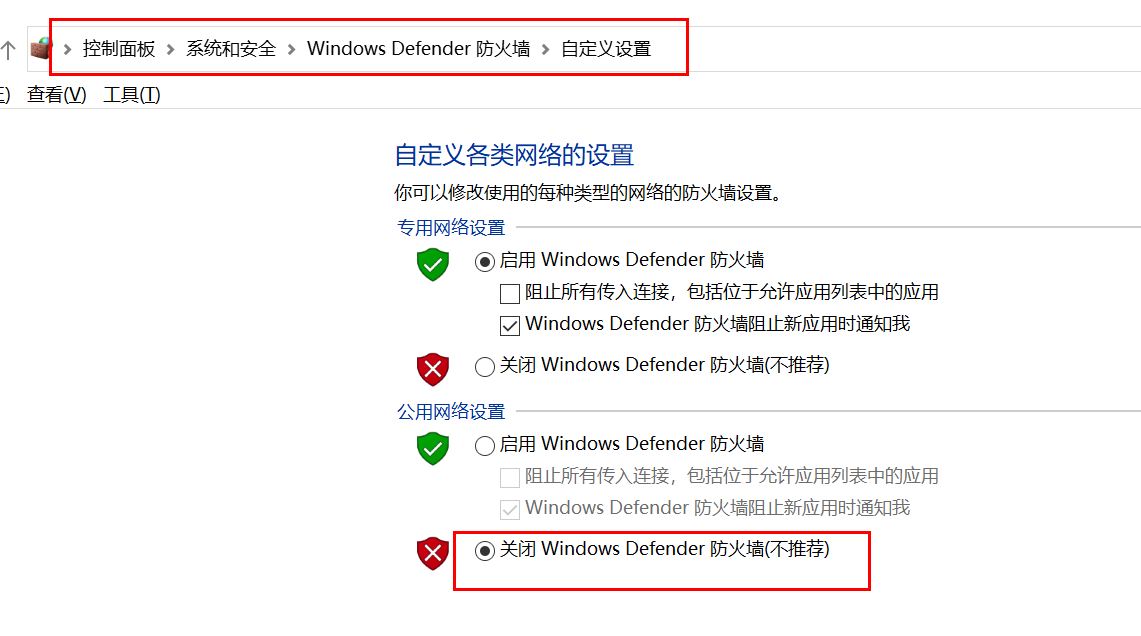 控制面板 > 系统和安全 > Windows Defender 防火墙 > 自定义设置
E) 查看(V) 工具(T)
自定义各类网络的设置
你可以修改使用的每种类型的网络的防火墙设置。
专用网络设置
启用 Windows Defender 防火墙
阻止所有传入连接，包括位于允许应用列表中的应用
Windows Defender 防火墙阻止新应用时通知我
关闭 Windows Defender 防火墙(不推荐)
公用网络设置
启用 Windows Defender 防火墙
阻止所有传入连接，包括位于允许应用列表中的应用
Windows Defender 防火墙阻止新应用时通知我
关闭 Windows Defender 防火墙(不推荐)